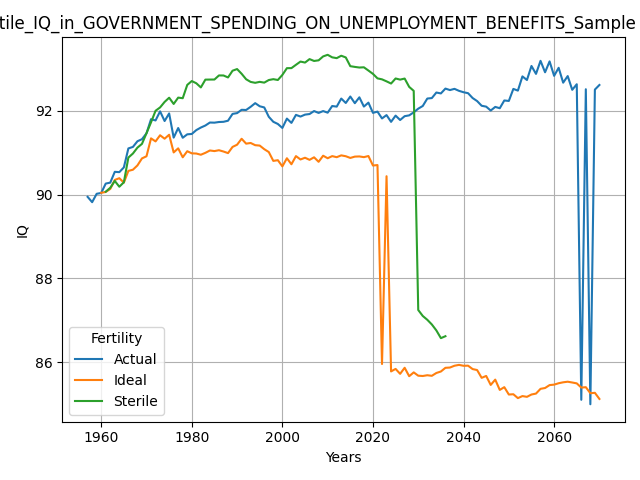 tile_IQ_in_GOVERNMENT_SPENDING_ON_UNEMPLOYMENT_BENEFITS_Sample
92
90
88
86
IQ
Fertility
Actual
Ideal
Sterile
1960 1980 2000 2020 2040 2060
Years